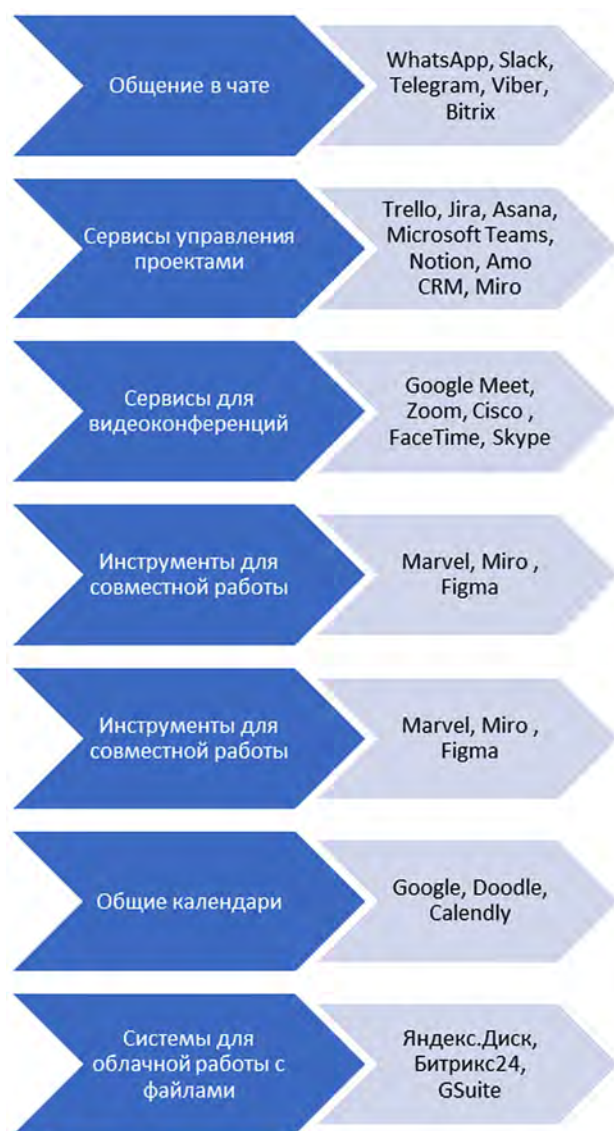 Общение в чате
WhatsApp, Slack,
Telegram, Viber,
Bitrix
Сервисы управления
проектами
Trello, Jira, Asana,
Microsoft Teams,
Notion, Amo
CRM, Miro
Сервисы для
видеоконференций
Google Meet,
Zoom, Cisco ,
FaceTime, Skype
Инструменты для
совместной работы
Marvel, Miro ,
Figma
Инструменты для
совместной работы
Marvel, Miro ,
Figma
Общие календари
Google, Doodle,
Calendly
Системы для
облачной работы с
файлами
Яндекс.Диск,
Битрикс24,
GSuite